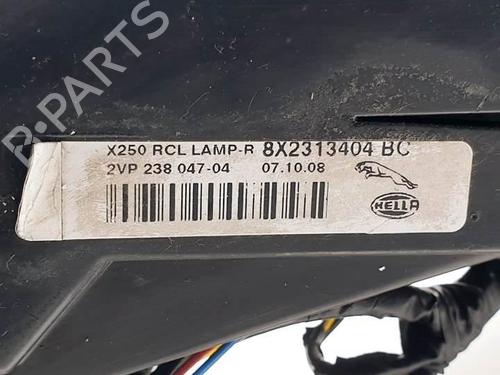 B-PARTS
X250 RCL LAMP-R 8X2313404 BC
2VP 238 047-04 07.10.08
HELLA